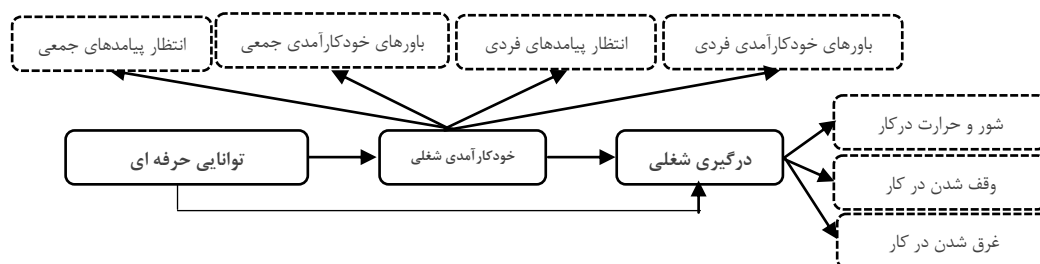 باورهای خودکارآمدی فردی
انتظار پیامدهای فردی
باورهای خودکارآمدی جمعی
انتظار پیامدهای جمعی
شور و حرارت درکار
درگیری شغلی
خودکارآمدی شغلی
توانایی حرفه ای
وقف شدن در کار
غرق شدن در کار